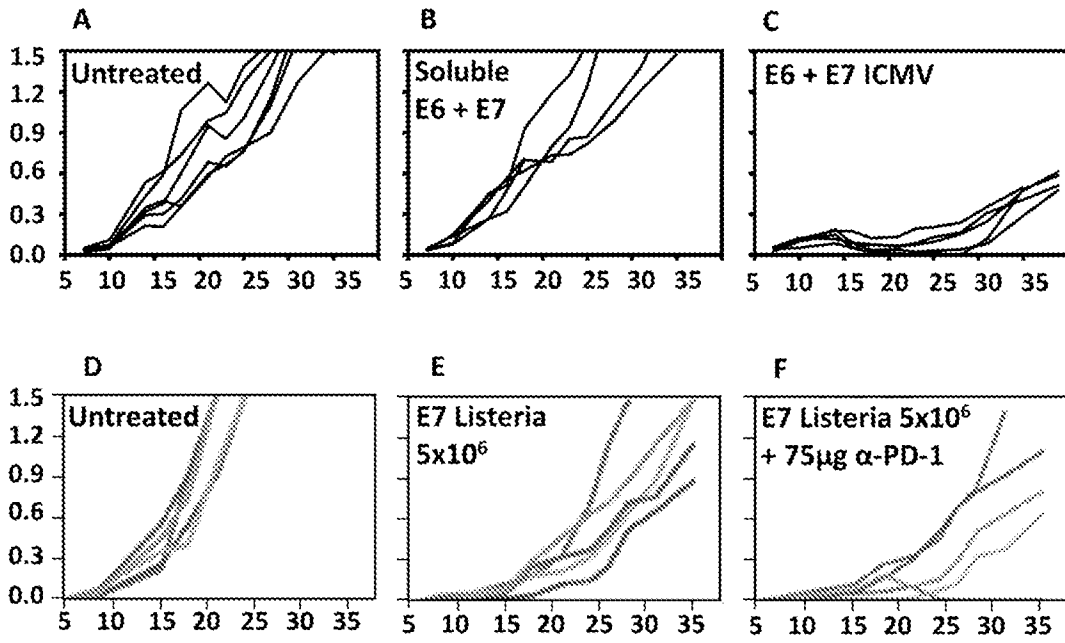 A
B
C
1.5
1.2
0.9
0.6
0.3
0.0
Untreated
Soluble
E6 + E7
E6 + E7 ICMV
5 10 15 20 25 30 35
5 10 15 20 25 30 35
5 10 15 20 25 30 35
D
E
F
1.5
1.2
0.9
0.6
0.3
0.0
Untreated
E7 Listeria
5x10⁶
E7 Listeria 5x10⁶
+ 75µg α-PD-1
5 10 15 20 25 30 35
5 10 15 20 25 30 35
5 10 15 20 25 30 35